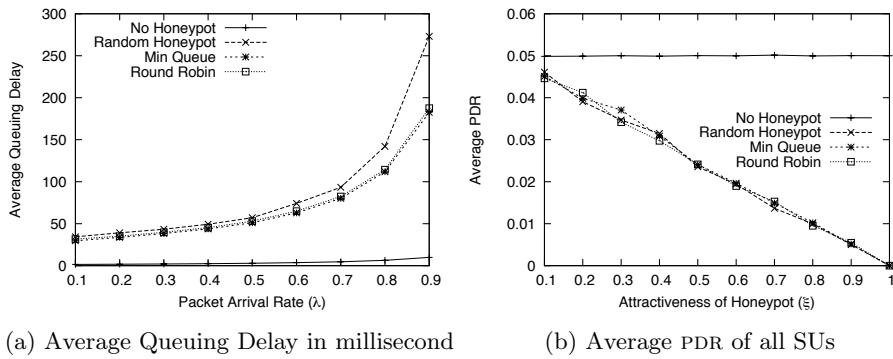 300
250
200
150
100
50
0
Average Queuing Delay
No Honeypot
Random Honeypot
Min Queue
Round Robin
0.1 0.2 0.3 0.4 0.5 0.6 0.7 0.8 0.9
Packet Arrival Rate (λ)
(a) Average Queuing Delay in millisecond
0.06
0.05
0.04
0.03
0.02
0.01
0
Average PDR
No Honeypot
Random Honeypot
Min Queue
Round Robin
0.1 0.2 0.3 0.4 0.5 0.6 0.7 0.8 0.9 1
Attractiveness of Honeypot (ξ)
(b) Average PDR of all SUs